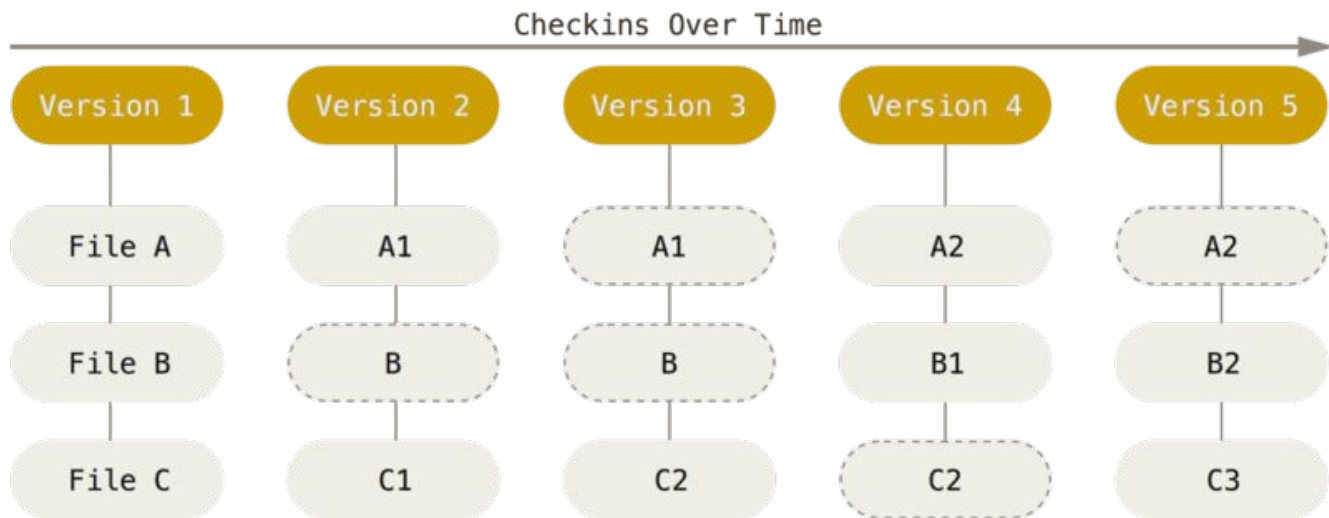 Checkins Over Time
Version 1 Version 2 Version 3 Version 4 Version 5
File A A1 A1 A2 A2
File B B B B1 B2
File C C1 C2 C2 C3